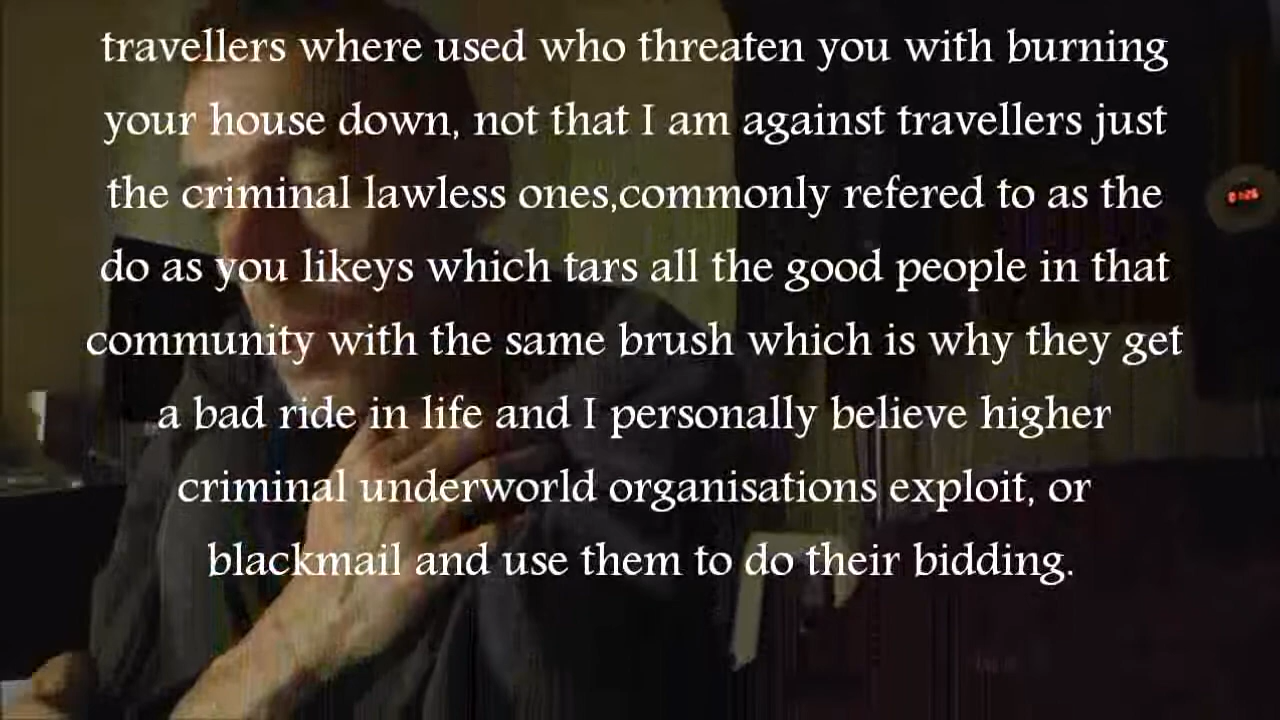 travellers where used who threaten you with burning
your house down, not that I am against travellers just
the criminal lawless ones,commonly refered to as the
do as you likeys which tars all the good people in that
community with the same brush which is why they get
a bad ride in life and I personally believe higher
criminal underworld organisations exploit, or
blackmail and use them to do their bidding.